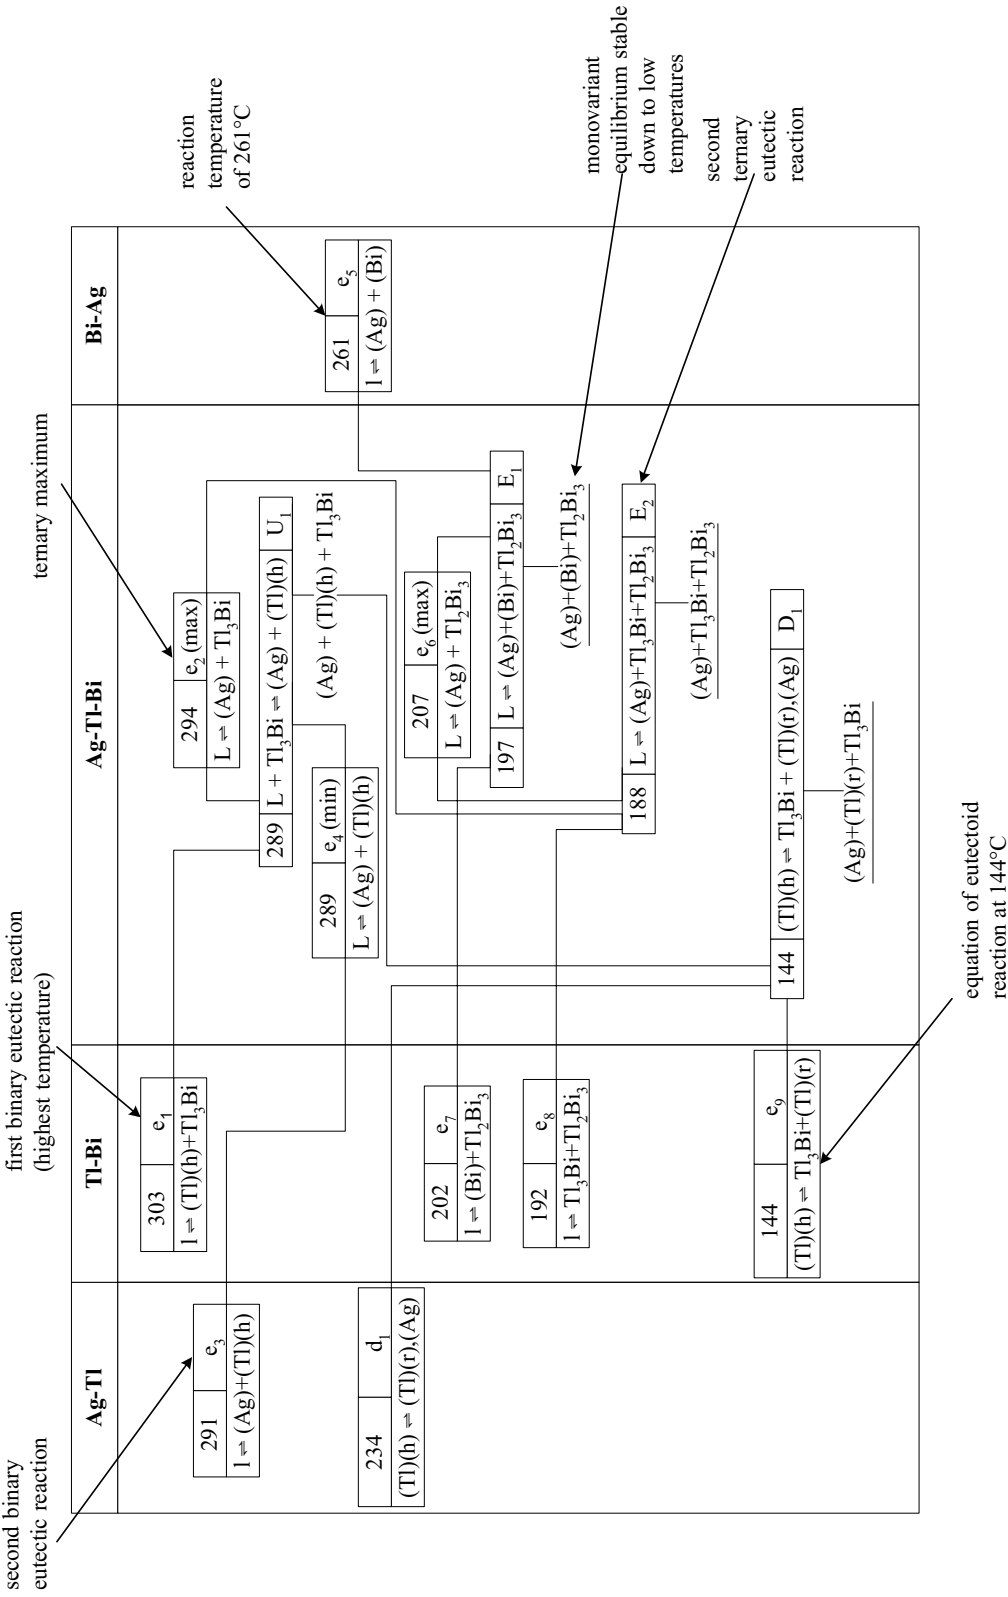 Ag-Tl
Tl-Bi
Ag-Tl-Bi
Bi-Ag
first binary eutectic reaction
(highest temperature)
second binary
eutectic reaction
ternary maximum
reaction
temperature
of 261°C
303 e₁
l ⇌ (Tl)(h)+Tl₃Bi
294 e₂ (max)
L ⇌ (Ag) + Tl₃Bi
291 e₃
l ⇌ (Ag)+(Tl)(h)
289 L + Tl₃Bi ⇌ (Ag) + (Tl)(h) U₁
(Ag) + (Tl)(h) + Tl₃Bi
289 e₄ (min)
L ⇌ (Ag) + (Tl)(h)
261 e₅
l ⇌ (Ag) + (Bi)
234 d₁
(Tl)(h) ⇌ (Tl)(r),(Ag)
207 e₆ (max)
L ⇌ (Ag) + Tl₂Bi₃
202 e₇
l ⇌ (Bi)+Tl₂Bi₃
197 L ⇌ (Ag)+(Bi)+Tl₂Bi₃ E₁
(Ag)+(Bi)+Tl₂Bi₃
192 e₈
l ⇌ Tl₃Bi+Tl₂Bi₃
188 L ⇌ (Ag)+Tl₃Bi+Tl₂Bi₃ E₂
(Ag)+Tl₃Bi+Tl₂Bi₃
144 e₉
(Tl)(h) ⇌ Tl₃Bi+(Tl)(r)
144 (Tl)(h) ⇌ Tl₃Bi + (Tl)(r),(Ag) D₁
(Ag)+(Tl)(r)+Tl₃Bi
monovariant
equilibrium stable
down to low
temperatures
second
ternary
eutectic
reaction
equation of eutectoid
reaction at 144°C